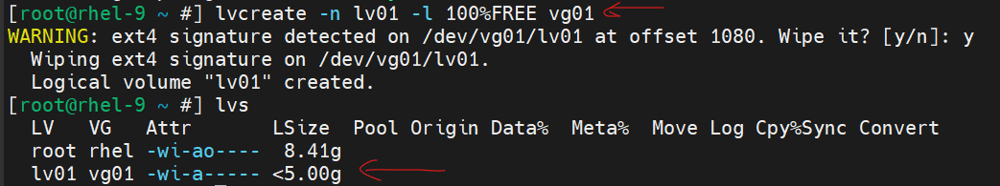 [root@rhel-9 ~ #] lvcreate -n lv01 -l 100%FREE vg01
WARNING: ext4 signature detected on /dev/vg01/lv01 at offset 1080. Wipe it? [y/n]: y
  Wiping ext4 signature on /dev/vg01/lv01.
  Logical volume "lv01" created.
[root@rhel-9 ~ #] lvs
  LV   VG   Attr       LSize  Pool Origin Data%  Meta%  Move Log Cpy%Sync Convert
  root rhel -wi-ao----  8.41g
  lv01 vg01 -wi-a----- <5.00g